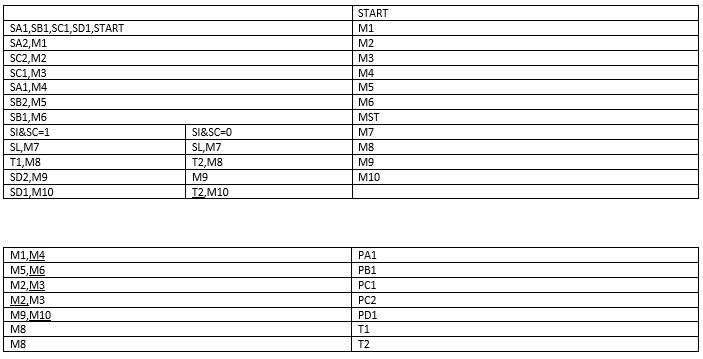 START
SA1,SB1,SC1,SD1,START M1
SA2,M1 M2
SC2,M2 M3
SC1,M3 M4
SA1,M4 M5
SB2,M5 M6
SB1,M6 MST
SI&SC=1 SI&SC=0 M7
SL,M7 SL,M7 M8
T1,M8 T2,M8 M9
SD2,M9 M9 M10
SD1,M10 T2,M10
M1,M4 PA1
M5,M6 PB1
M2,M3 PC1
M2,M3 PC2
M9,M10 PD1
M8 T1
M8 T2